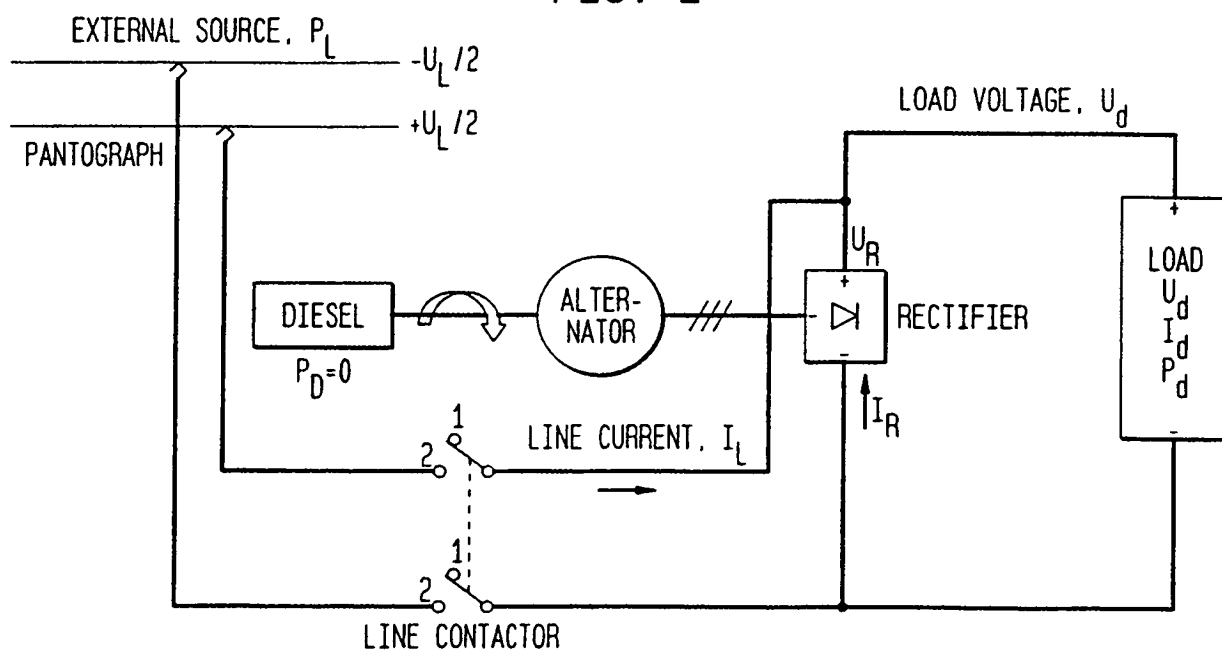 EXTERNAL SOURCE, P_L
-U_L/2
+U_L/2
PANTOGRAPH
LOAD VOLTAGE, U_d
U_R
+
-
-
RECTIFIER
I_R
DIESEL
P_D=0
ALTER-
NATOR
+
LOAD
U_d
I_d
P_d
-
1
2
LINE CURRENT, I_L
1
2
LINE CONTACTOR